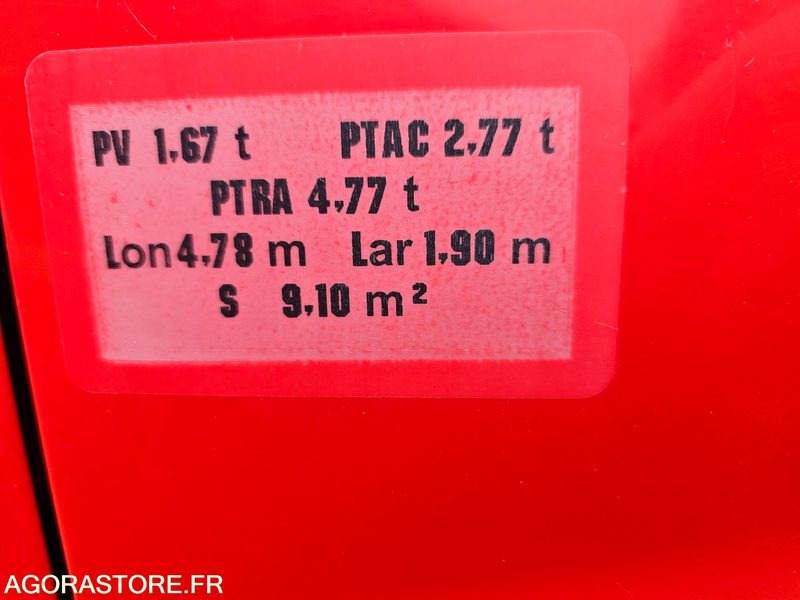 PV 1,67 t PTAC 2,77 t
PTRA 4,77 t
Lon 4,78 m Lar 1,90 m
S 9,10 m²
AGORASTORE.FR